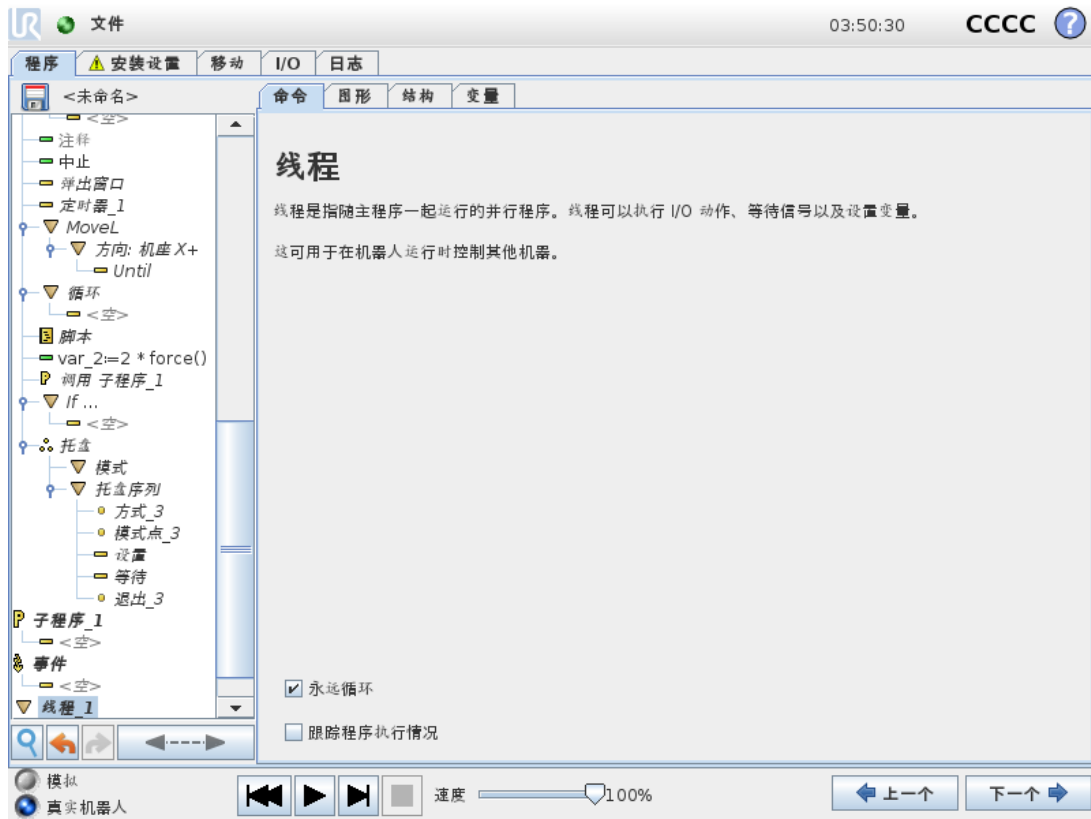 UR 文件 03:50:30 CCCC ?
程序 安装设置 移动 I/O 日志
<未命名> 命令 图形 结构 变量
<空>
注释
中止
弹出窗口
定时器_1
MoveL
方向: 机座 X+
Until
循环
<空>
脚本
var_2:=2 * force()
调用 子程序_1
If ...
<空>
托盘
模式
托盘序列
方式_3
模式点_3
设置
等待
退出_3
P 子程序_1
<空>
事件
<空>
线程_1
线程
线程是指随主程序一起运行的并行程序。线程可以执行 I/O 动作、等待信号以及设置变量。
这可用于在机器人运行时控制其他机器。
永远循环
跟踪程序执行情况
模拟
真实机器人
速度 100% 上一个 下一个